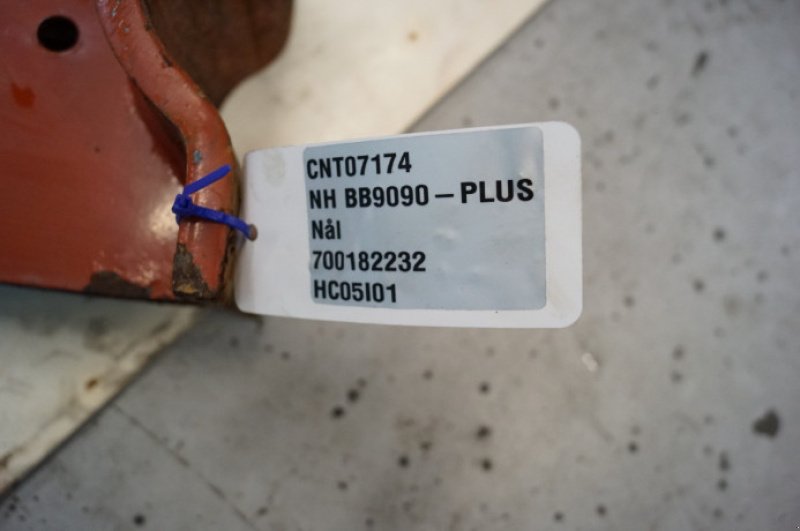 CNT07174
NH BB9090 – PLUS
Nål
700182232
HC05I01